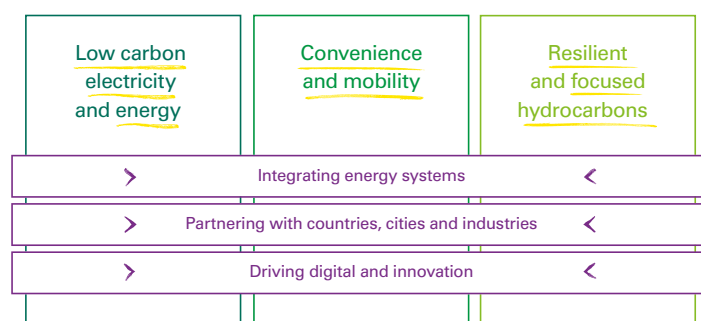 Low carbon
electricity
and energy
Convenience
and mobility
Resilient
and focused
hydrocarbons
Integrating energy systems
Partnering with countries, cities and industries
Driving digital and innovation